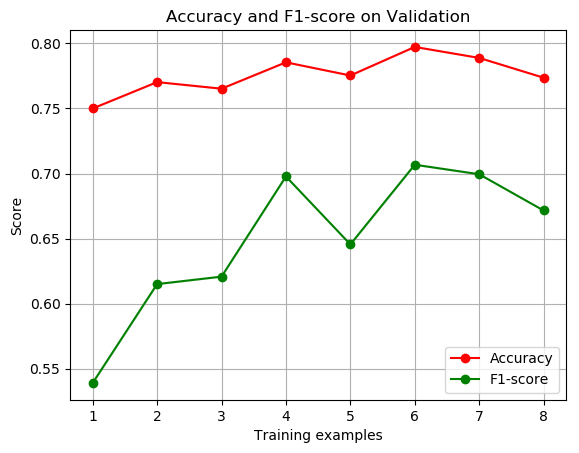 Accuracy and F1-score on Validation
0.80
0.75
0.70
0.65
0.60
0.55
Score
1 2 3 4 5 6 7 8
Training examples
Accuracy
F1-score